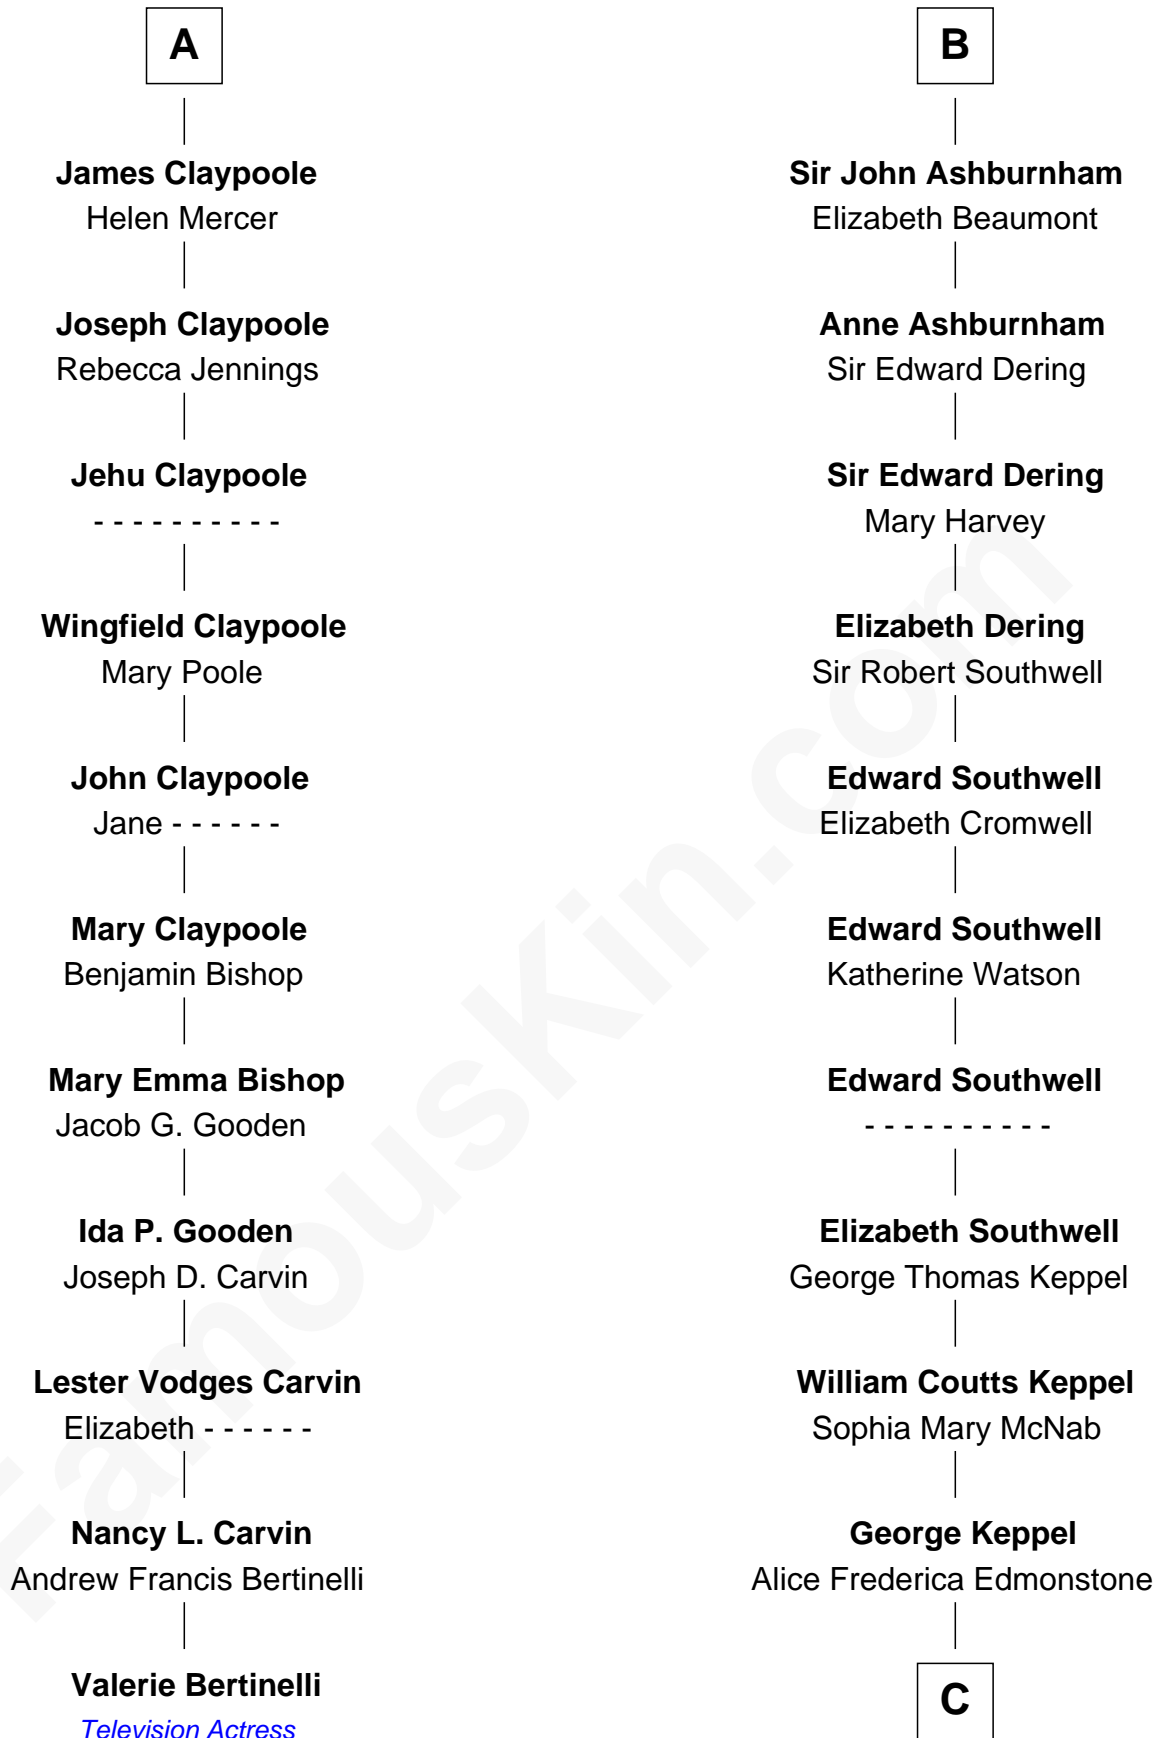 A
James Claypoole
Helen Mercer
Joseph Claypoole
Rebecca Jennings
Jehu Claypoole
- - - - - - - - - -
Wingfield Claypoole
Mary Poole
John Claypoole
Jane - - - - - -
Mary Claypoole
Benjamin Bishop
Mary Emma Bishop
Jacob G. Gooden
Ida P. Gooden
Joseph D. Carvin
Lester Vodges Carvin
Elizabeth - - - - - -
Nancy L. Carvin
Andrew Francis Bertinelli
Valerie Bertinelli
Television Actress
B
Sir John Ashburnham
Elizabeth Beaumont
Anne Ashburnham
Sir Edward Dering
Sir Edward Dering
Mary Harvey
Elizabeth Dering
Sir Robert Southwell
Edward Southwell
Elizabeth Cromwell
Edward Southwell
Katherine Watson
Edward Southwell
- - - - - - - - - -
Elizabeth Southwell
George Thomas Keppel
William Coutts Keppel
Sophia Mary McNab
George Keppel
Alice Frederica Edmonstone
C
FamousKin.com